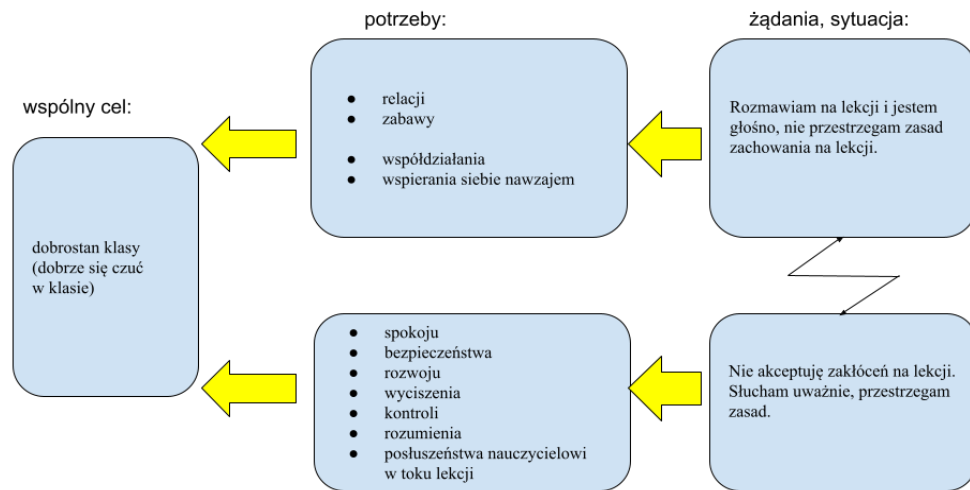 potrzeby:
żądania, sytuacja:
wspólny cel:
relacji
zabawy
współdziałania
wspierania siebie nawzajem
Rozmawiam na lekcji i jestem
głośno, nie przestrzegam zasad
zachowania na lekcji.
dobrostan klasy
(dobrze się czuć
w klasie)
spokoju
bezpieczeństwa
rozwoju
wyciszenia
kontroli
rozumienia
posłuszeństwa nauczycielowi
w toku lekcji
Nie akceptuję zakłóceń na lekcji.
Słucham uważnie, przestrzegam
zasad.